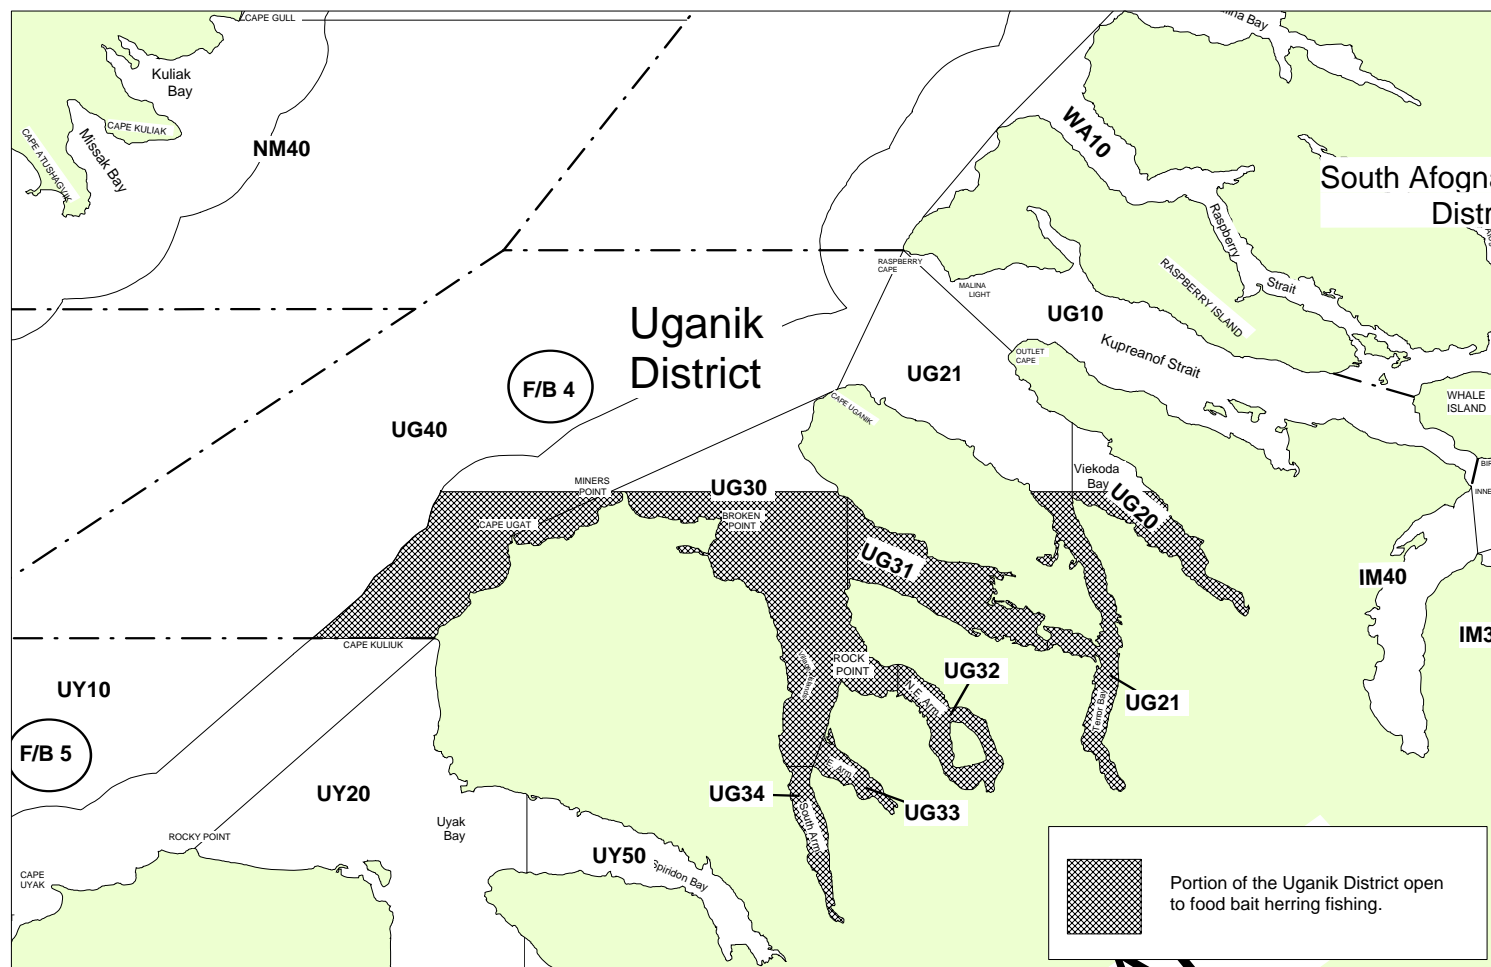 CAPE GULL
Kuliak
Bay
CAPE KULIAK
Missak Bay
CAPE ATUSHAGVIK
NM40
WA10
South Afogna
Distr
Raspberry
Strait
RASPBERRY ISLAND
RASPBERRY
CAPE
MALINA
LIGHT
UG10
Kupreanof Strait
OUTLET
CAPE
Uganik
District
F/B 4
UG21
CAPE UGANIK
WHALE
ISLAND
UG40
MINERS
POINT
UG30
BROKEN
POINT
CAPE UGAT
Viekoda
Bay
UG20
INNE
UG31
IM40
IM3
CAPE KULIUK
ROCK
POINT
UG32
N.E. Arm
UG21
Terror Bay
UY10
F/B 5
UY20
UG34
E. Arm
UG33
South Arm
Uyak
Bay
ROCKY POINT
UY50
Spiridon Bay
CAPE
UYAK
Portion of the Uganik District open
to food bait herring fishing.